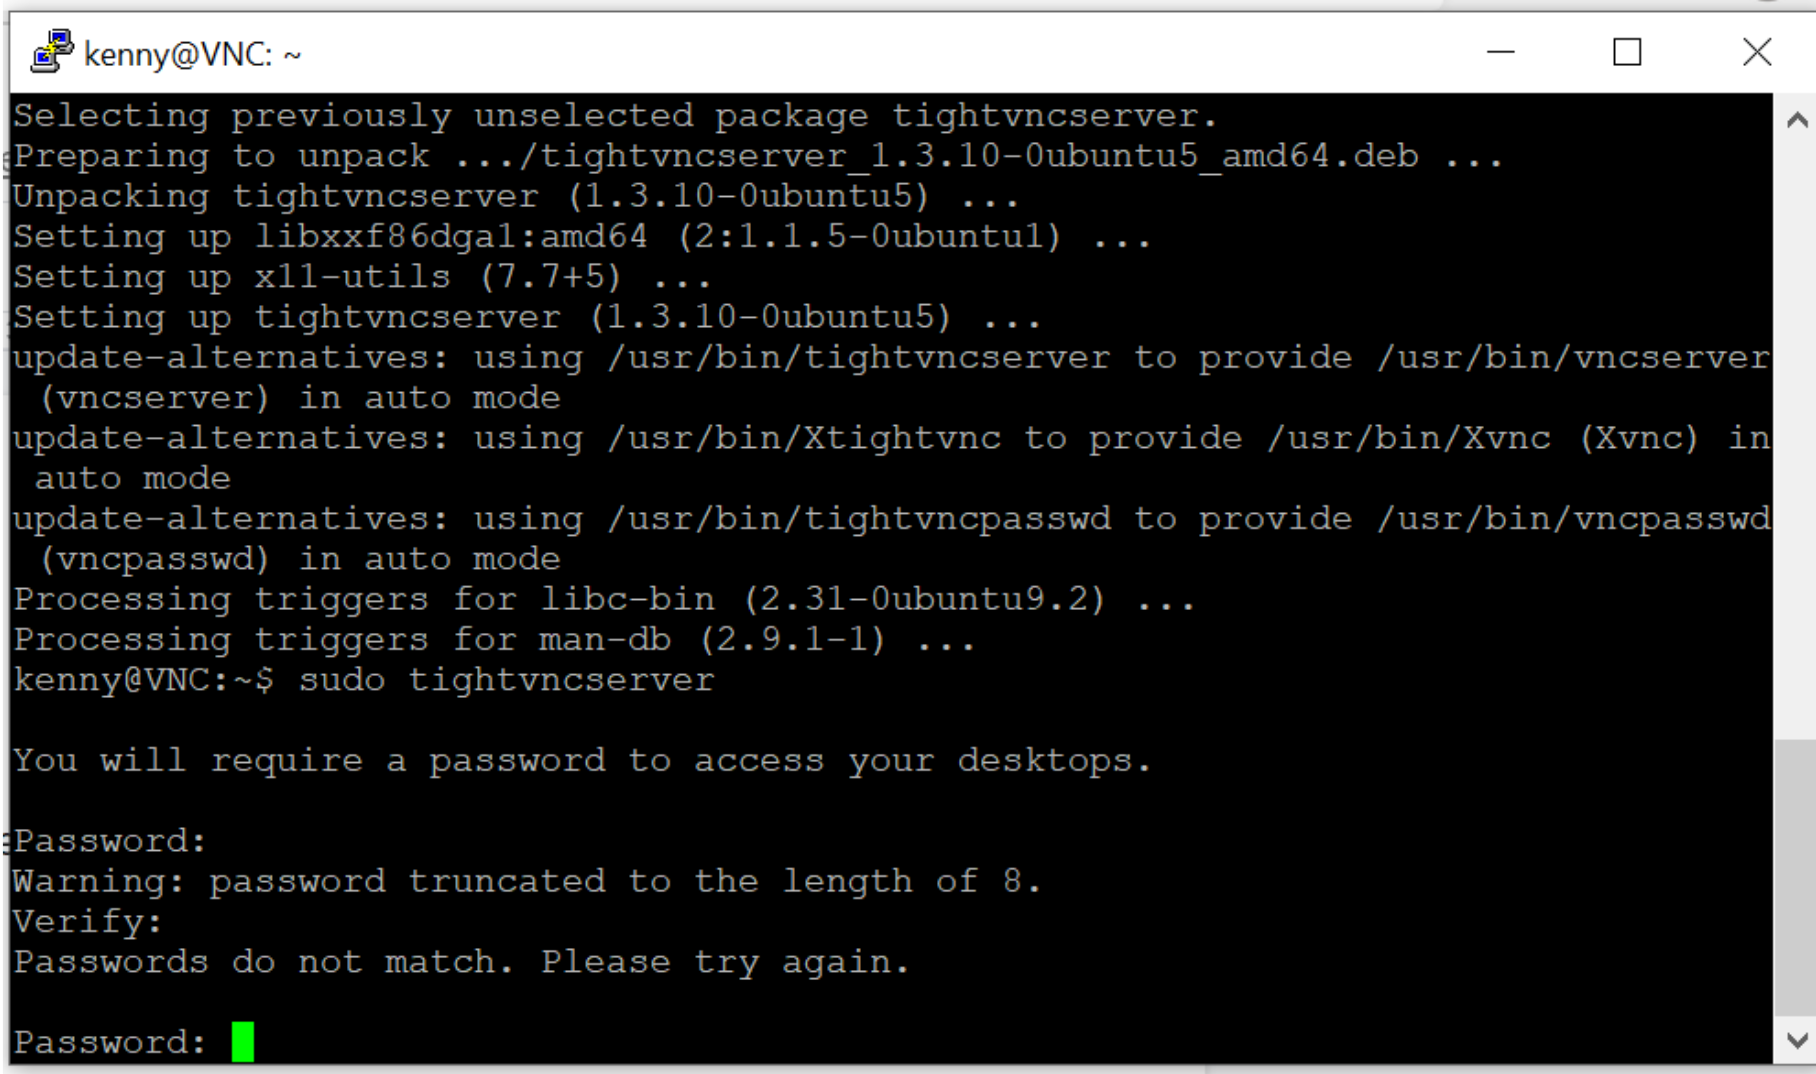 kenny@VNC: ~
Selecting previously unselected package tightvncserver.
Preparing to unpack .../tightvncserver_1.3.10-0ubuntu5_amd64.deb ...
Unpacking tightvncserver (1.3.10-0ubuntu5) ...
Setting up libxxf86dga1:amd64 (2:1.1.5-0ubuntu1) ...
Setting up x11-utils (7.7+5) ...
Setting up tightvncserver (1.3.10-0ubuntu5) ...
update-alternatives: using /usr/bin/tightvncserver to provide /usr/bin/vncserver
 (vncserver) in auto mode
update-alternatives: using /usr/bin/Xtightvnc to provide /usr/bin/Xvnc (Xvnc) in
 auto mode
update-alternatives: using /usr/bin/tightvncpasswd to provide /usr/bin/vncpasswd
 (vncpasswd) in auto mode
Processing triggers for libc-bin (2.31-0ubuntu9.2) ...
Processing triggers for man-db (2.9.1-1) ...
kenny@VNC:~$ sudo tightvncserver

You will require a password to access your desktops.

Password:
Warning: password truncated to the length of 8.
Verify:
Passwords do not match. Please try again.

Password: